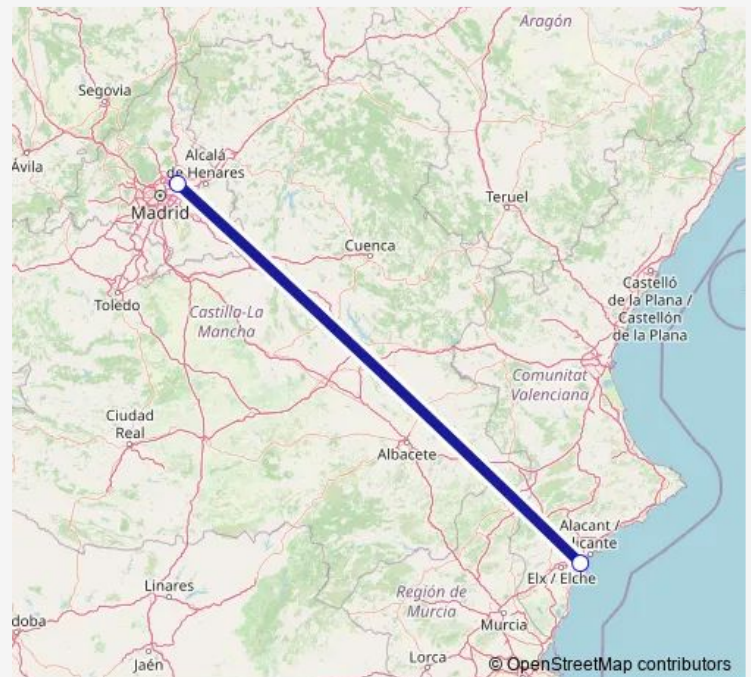 Aragón
Segovia
Ávila
Alcalá
de Henares
Madrid
Teruel
Cuenca
Toledo
Castilla-La
Mancha
Castelló
de la Plana /
Castellón
de la Plana
Comunitat
Valenciana
Ciudad
Real
Albacete
Alacant /
licante
Elx / Elche
Linares
Región de
Murcia
doba
Murcia
Jaén
Lorca
© OpenStreetMap contributors